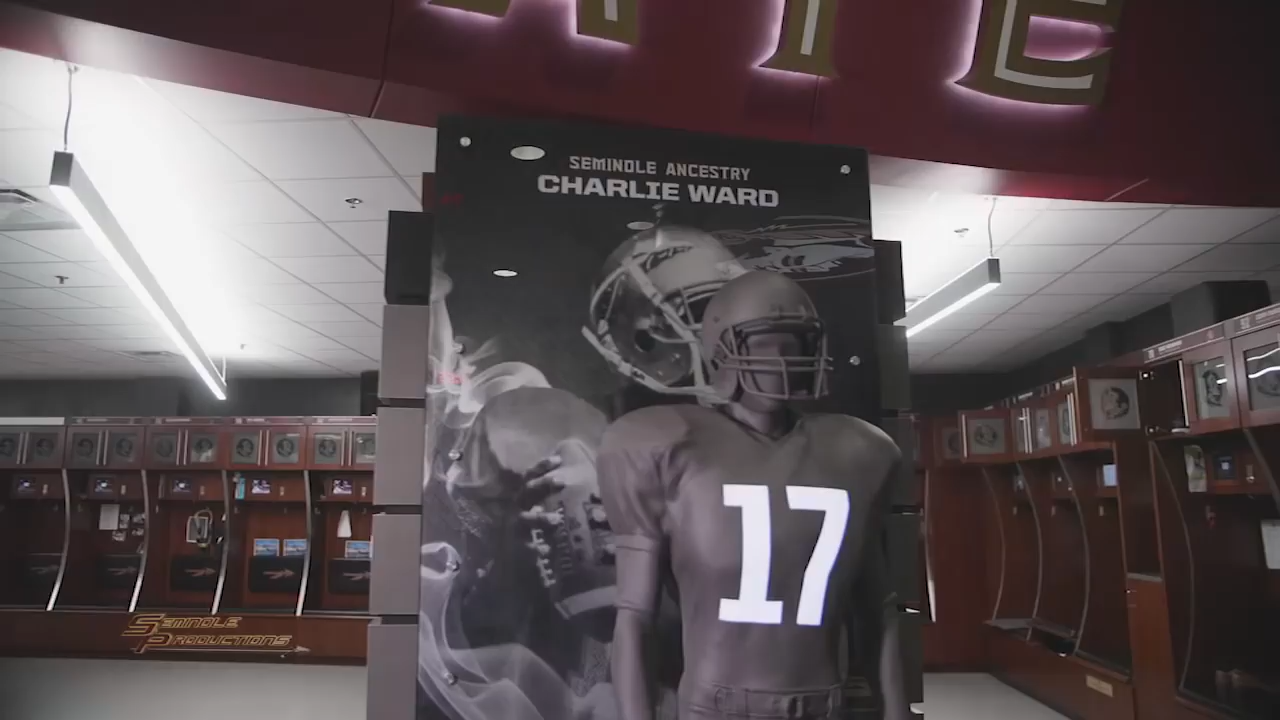 SEMINOLE ANCESTRY
CHARLIE WARD
17
SEMINOLE
PRODUCTIONS